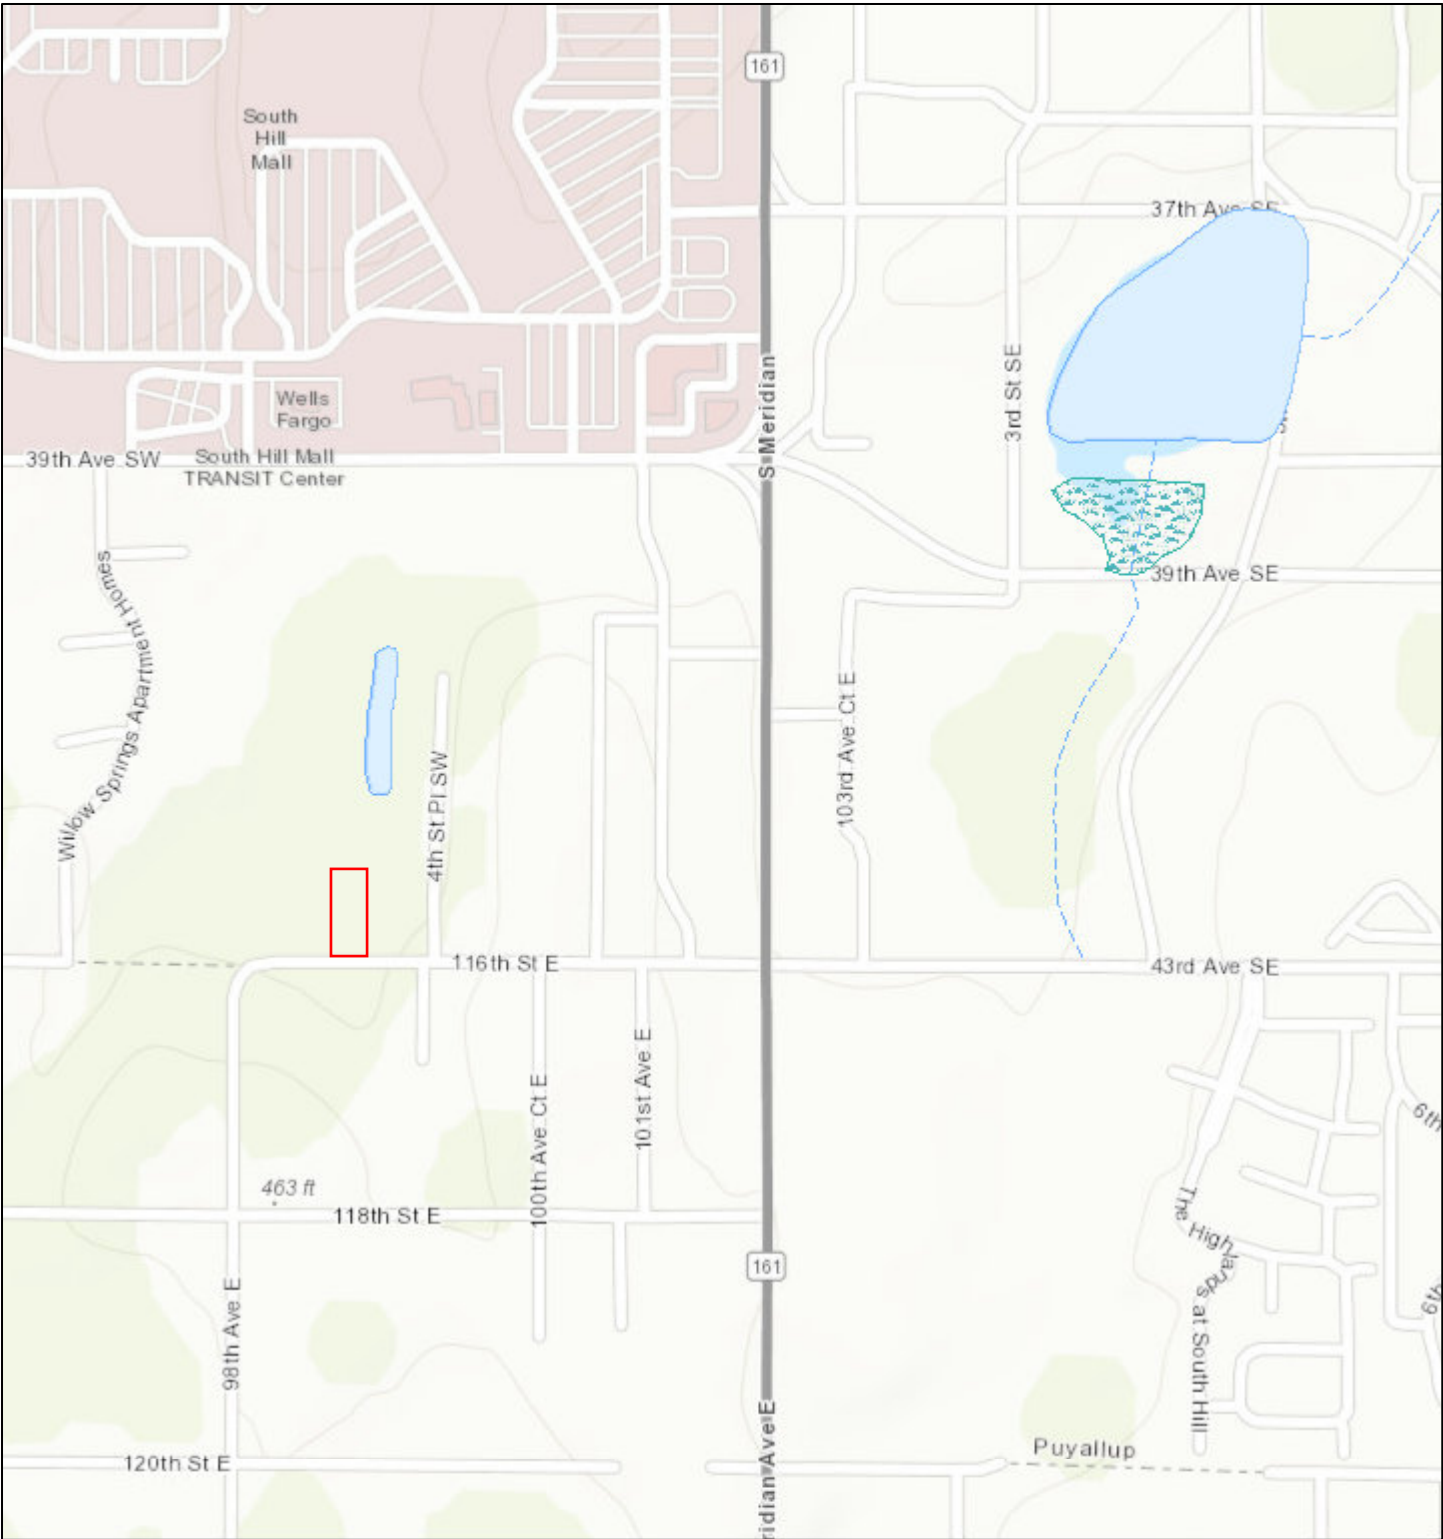 161
South
Hill
Mall
37th Ave SE
S Meridian
3rd St SE
Wells
Fargo
39th Ave SW
South Hill Mall
TRANSIT Center
39th Ave SE
Willow Springs Apartment Homes
4th St Pl SW
103rd Ave Ct E
116th St E
43rd Ave SE
101st Ave E
100th Ave Ct E
6th
463 ft
118th St E
The Highlands at South Hill
161
98th Ave E
ridian Ave E
Puyallup
120th St E